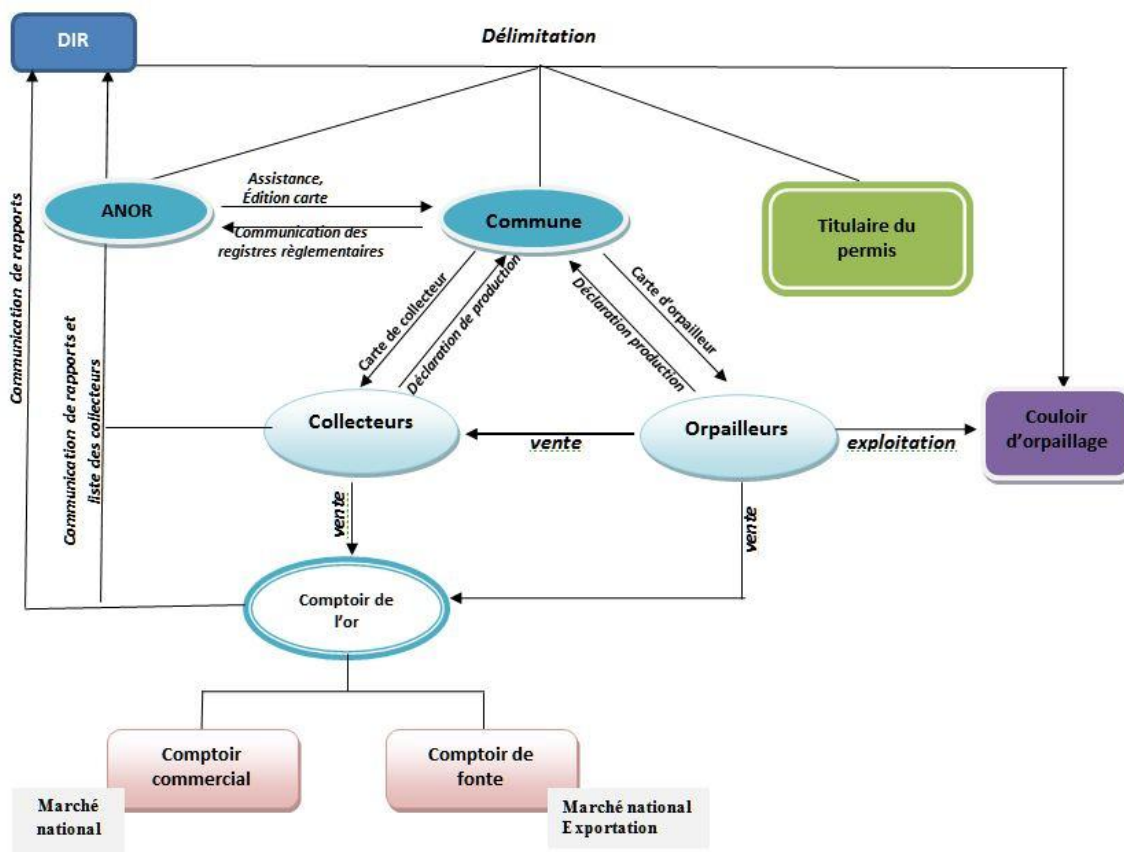 DIR
Délimitation
Assistance,
Édition carte
ANOR
Commune
Communication des
registres règlementaires
Titulaire du
permis
Communication de rapports
Communication de rapports et
liste des collecteurs
Carte de collecteur
Déclaration de production
Déclaration production
Carte d'orpailleur
Collecteurs
vente
Orpailleurs
exploitation
Couloir
d'orpaillage
vente
vente
Comptoir de
l'or
Comptoir
commercial
Comptoir de
fonte
Marché
national
Marché national
Exportation